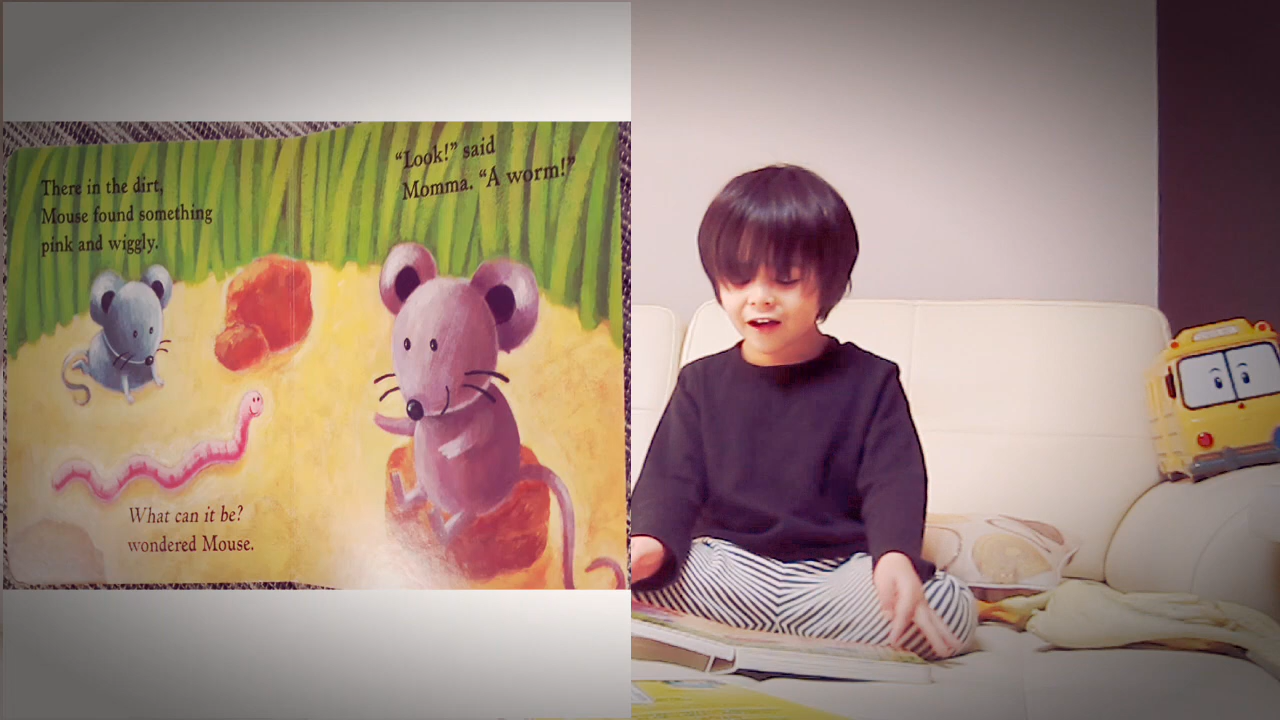 There in the dirt,
Mouse found something
pink and wiggly.
"Look!" said
Momma. "A worm!"
What can it be?
wondered Mouse.